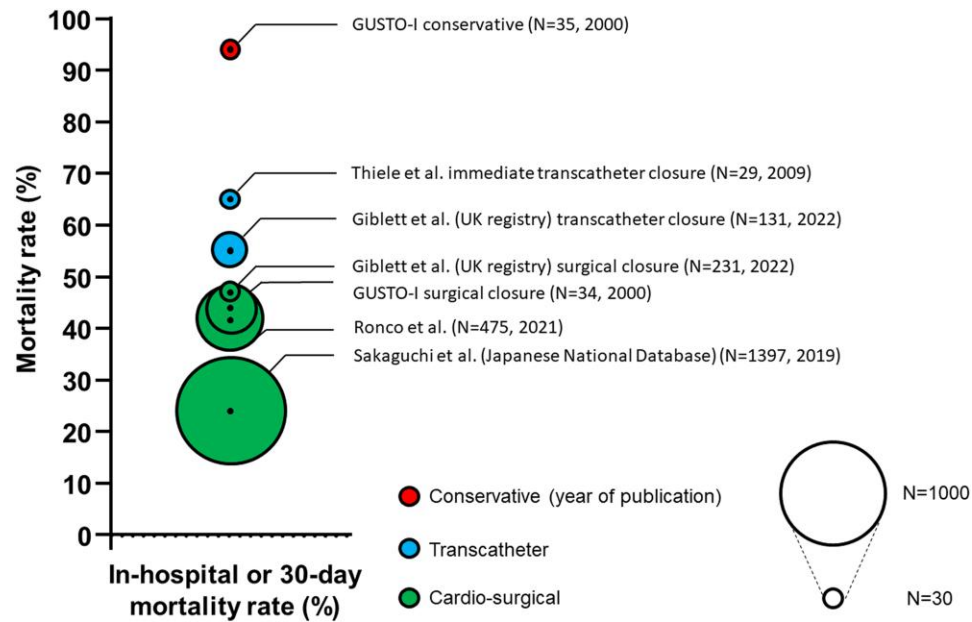 Mortality rate (%)
100
90
80
70
60
50
40
30
20
10
0
GUSTO-I conservative (N=35, 2000)
Thiele et al. immediate transcatheter closure (N=29, 2009)
Giblett et al. (UK registry) transcatheter closure (N=131, 2022)
Giblett et al. (UK registry) surgical closure (N=231, 2022)
GUSTO-I surgical closure (N=34, 2000)
Ronco et al. (N=475, 2021)
Sakaguchi et al. (Japanese National Database) (N=1397, 2019)
In-hospital or 30-day
mortality rate (%)
Conservative (year of publication)
Transcatheter
Cardio-surgical
N=1000
N=30